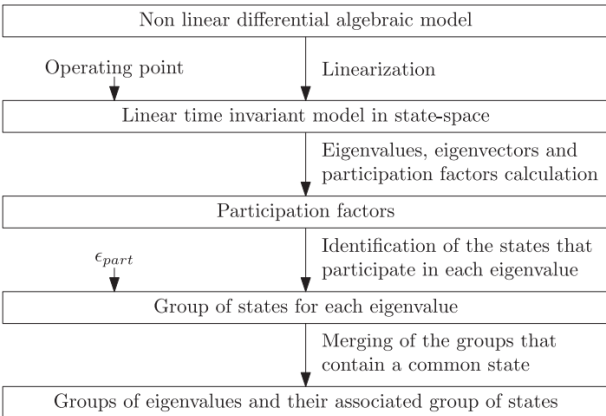 Non linear differential algebraic model
Operating point
Linearization
Linear time invariant model in state-space
Eigenvalues, eigenvectors and
participation factors calculation
Participation factors
ϵpart
Identification of the states that
participate in each eigenvalue
Group of states for each eigenvalue
Merging of the groups that
contain a common state
Groups of eigenvalues and their associated group of states